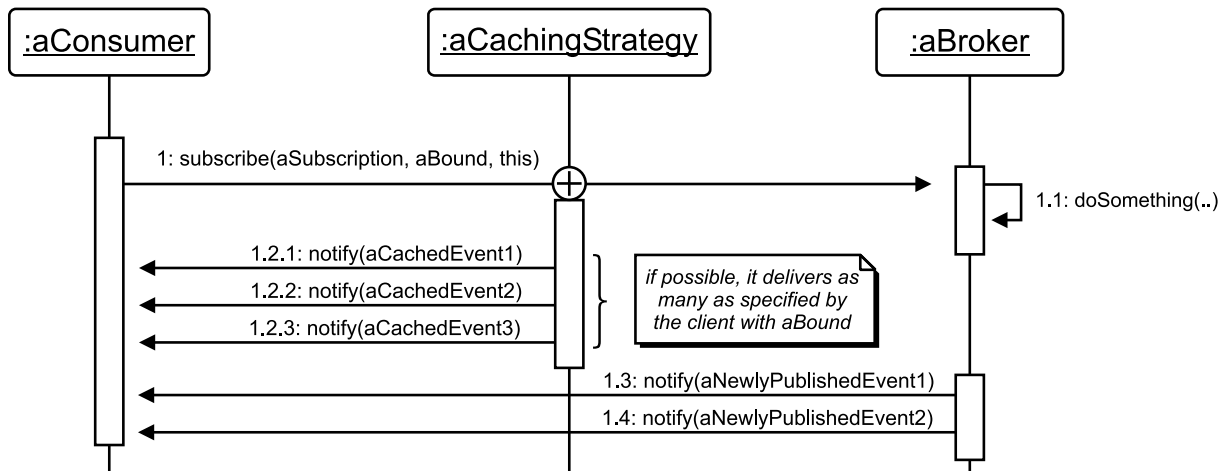 :aConsumer
:aCachingStrategy
:aBroker
1: subscribe(aSubscription, aBound, this)
1.1: doSomething(..)
1.2.1: notify(aCachedEvent1)
1.2.2: notify(aCachedEvent2)
1.2.3: notify(aCachedEvent3)
if possible, it delivers as
many as specified by
the client with aBound
1.3: notify(aNewlyPublishedEvent1)
1.4: notify(aNewlyPublishedEvent2)